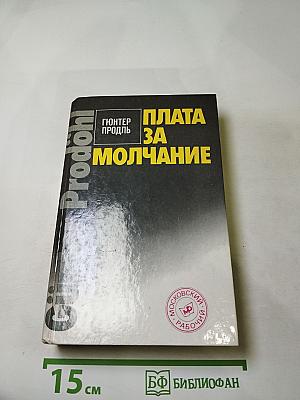 Prodöhl
ГЮНТЕР
ПРОДЛЬ
ПЛАТА
ЗА
МОЛЧАНИЕ
МОСКОВСКИЙ
РАБОЧИЙ
15 см
БФ БИБЛИОФАН